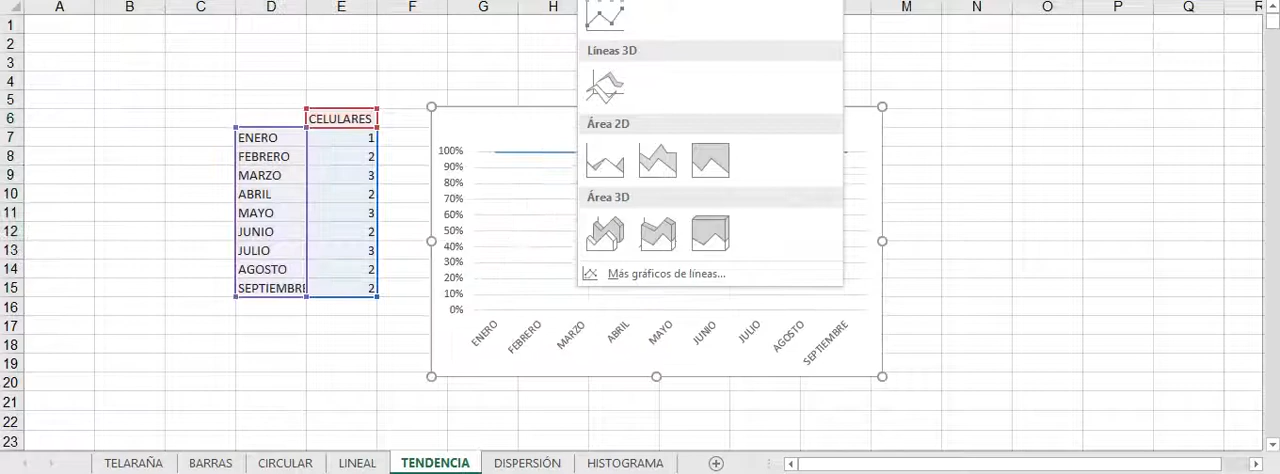 A B C D E F G H M N O P Q R
1
2
3
Líneas 3D
4
5
6 CELULARES
Área 2D
7 ENERO 1
8 FEBRERO 2
9 MARZO 3
10 ABRIL 2
11 MAYO 3
12 JUNIO 2
13 JULIO 3
14 AGOSTO 2
15 SEPTIEMBRE 2
16
17
18
19
20
21
22
23
100%
90%
80%
70%
60%
50%
40%
30%
20%
10%
0%
Área 3D
Más gráficos de líneas...
ENERO FEBRERO MARZO ABRIL MAYO JUNIO JULIO AGOSTO SEPTIEMBRE
TELARAÑA BARRAS CIRCULAR LINEAL TENDENCIA DISPERSIÓN HISTOGRAMA